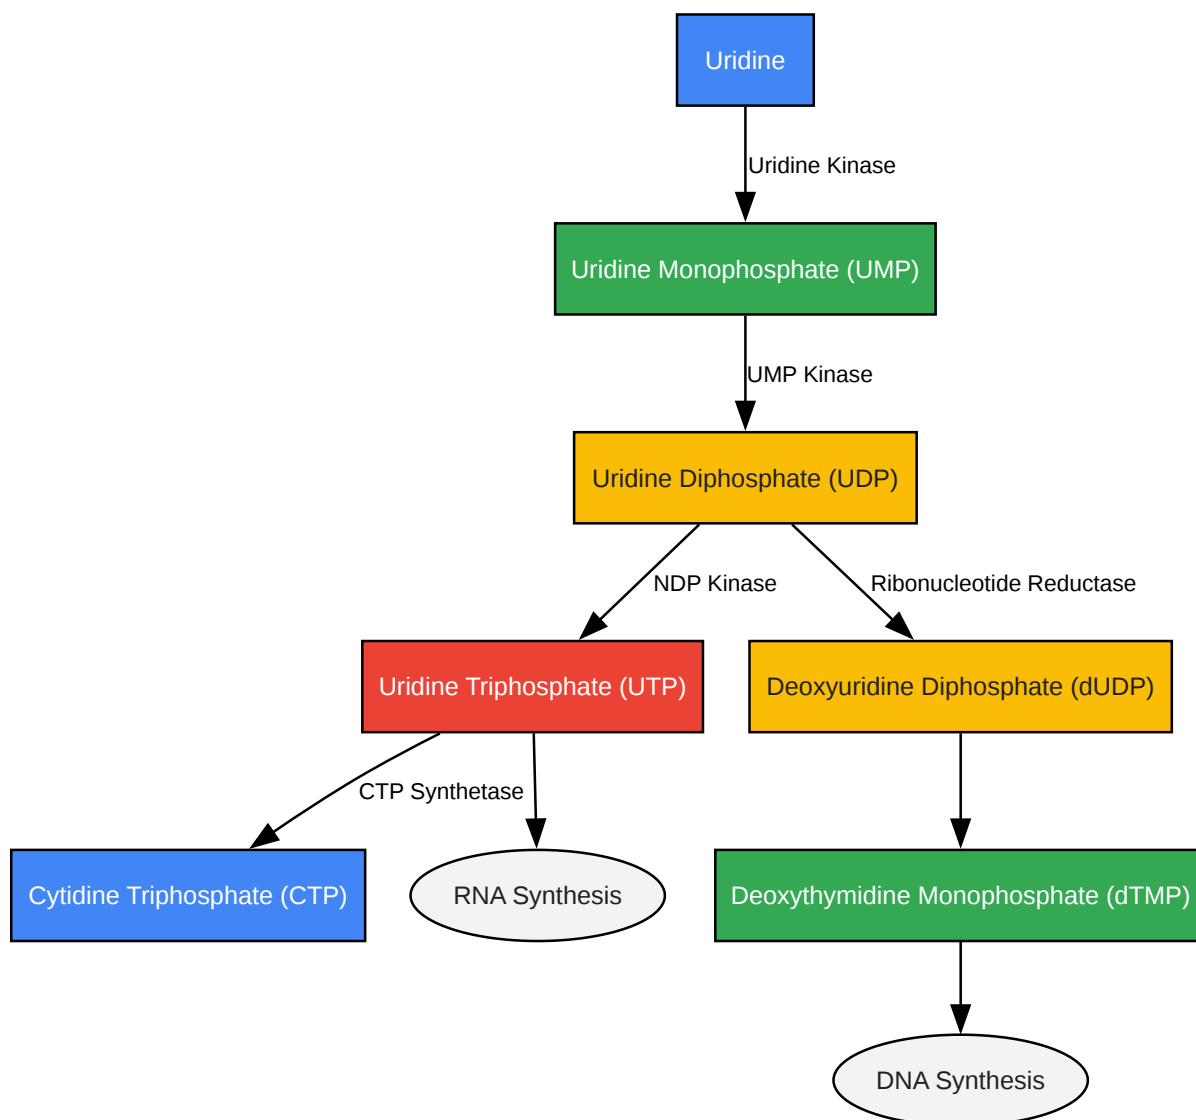 Uridine
Uridine Kinase
Uridine Monophosphate (UMP)
UMP Kinase
Uridine Diphosphate (UDP)
NDP Kinase
Ribonucleotide Reductase
Uridine Triphosphate (UTP)
Deoxyuridine Diphosphate (dUDP)
CTP Synthetase
Cytidine Triphosphate (CTP)
RNA Synthesis
Deoxythymidine Monophosphate (dTMP)
DNA Synthesis